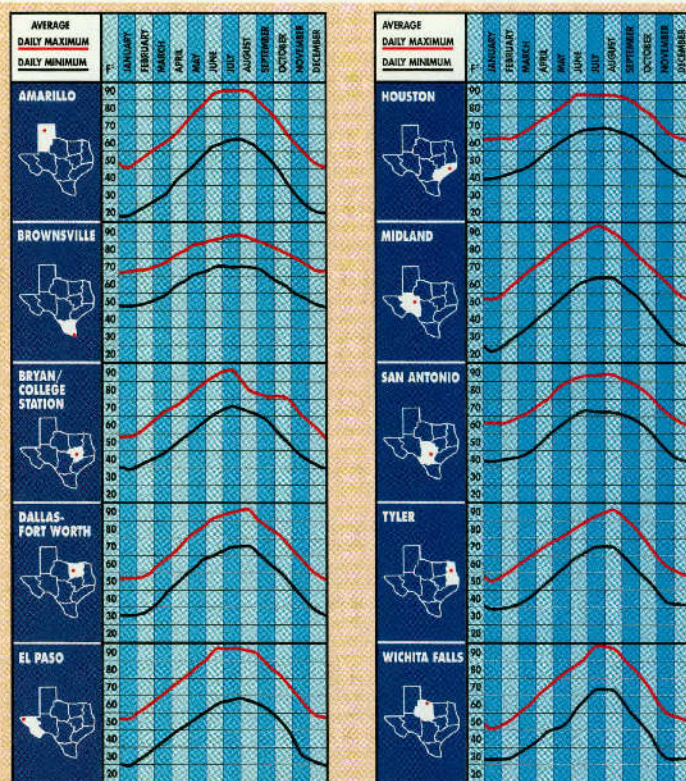 AVERAGE
DAILY MAXIMUM
DAILY MINIMUM
F°
JANUARY
FEBRUARY
MARCH
APRIL
MAY
JUNE
JULY
AUGUST
SEPTEMBER
OCTOBER
NOVEMBER
DECEMBER
AMARILLO
90
80
70
60
50
40
30
20
BROWNSVILLE
90
80
70
60
50
40
30
20
BRYAN/
COLLEGE
STATION
90
80
70
60
50
40
30
20
DALLAS-
FORT WORTH
90
80
70
60
50
40
30
20
EL PASO
90
80
70
60
50
40
30
20
AVERAGE
DAILY MAXIMUM
DAILY MINIMUM
F°
JANUARY
FEBRUARY
MARCH
APRIL
MAY
JUNE
JULY
AUGUST
SEPTEMBER
OCTOBER
NOVEMBER
DECEMBER
HOUSTON
90
80
70
60
50
40
30
20
MIDLAND
90
80
70
60
50
40
30
20
SAN ANTONIO
90
80
70
60
50
40
30
20
TYLER
90
80
70
60
50
40
30
20
WICHITA FALLS
90
80
70
60
50
40
30
20